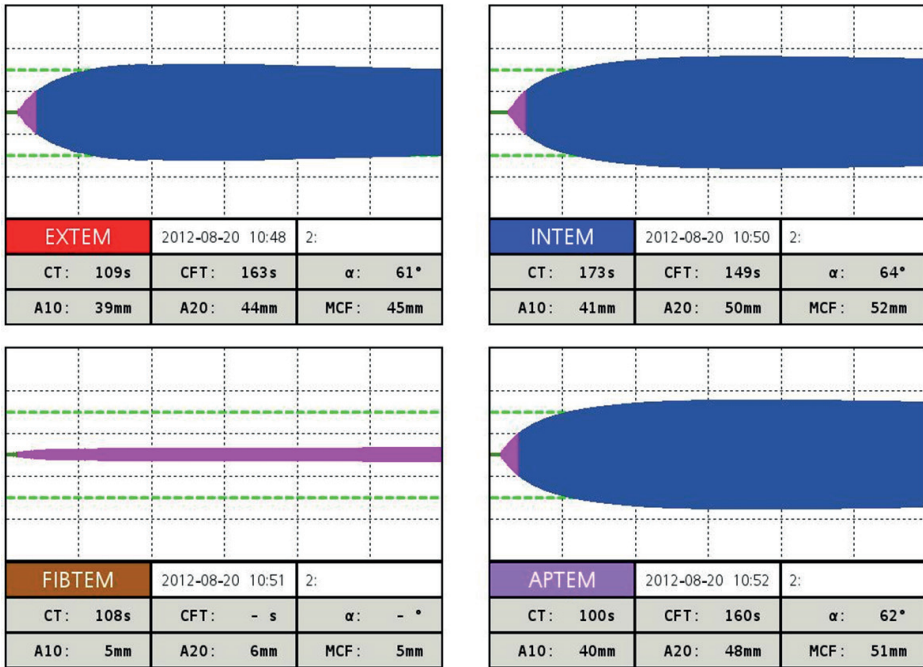 EXTEM 2012-08-20 10:48 2:
CT: 109s CFT: 163s α: 61°
A10: 39mm A20: 44mm MCF: 45mm
INTEM 2012-08-20 10:50 2:
CT: 173s CFT: 149s α: 64°
A10: 41mm A20: 50mm MCF: 52mm
FIBTEM 2012-08-20 10:51 2:
CT: 108s CFT: - s α: - °
A10: 5mm A20: 6mm MCF: 5mm
APTEM 2012-08-20 10:52 2:
CT: 100s CFT: 160s α: 62°
A10: 40mm A20: 48mm MCF: 51mm